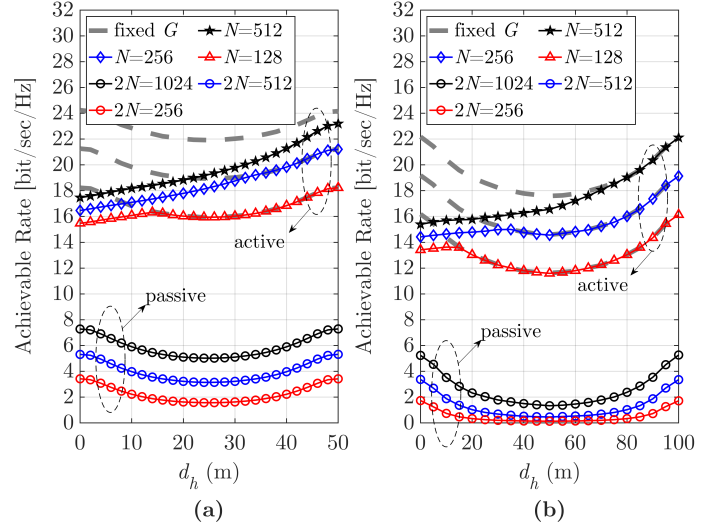 32
30
28
26
24
22
20
18
16
14
12
10
8
6
4
2
0
Achievable Rate [bit/sec/Hz]
fixed G
N=512
N=256
N=128
2N=1024
2N=512
2N=256
active
passive
0
10
20
30
40
50
d_h (m)
(a)
32
30
28
26
24
22
20
18
16
14
12
10
8
6
4
2
0
Achievable Rate [bit/sec/Hz]
fixed G
N=512
N=256
N=128
2N=1024
2N=512
2N=256
active
passive
0
20
40
60
80
100
d_h (m)
(b)